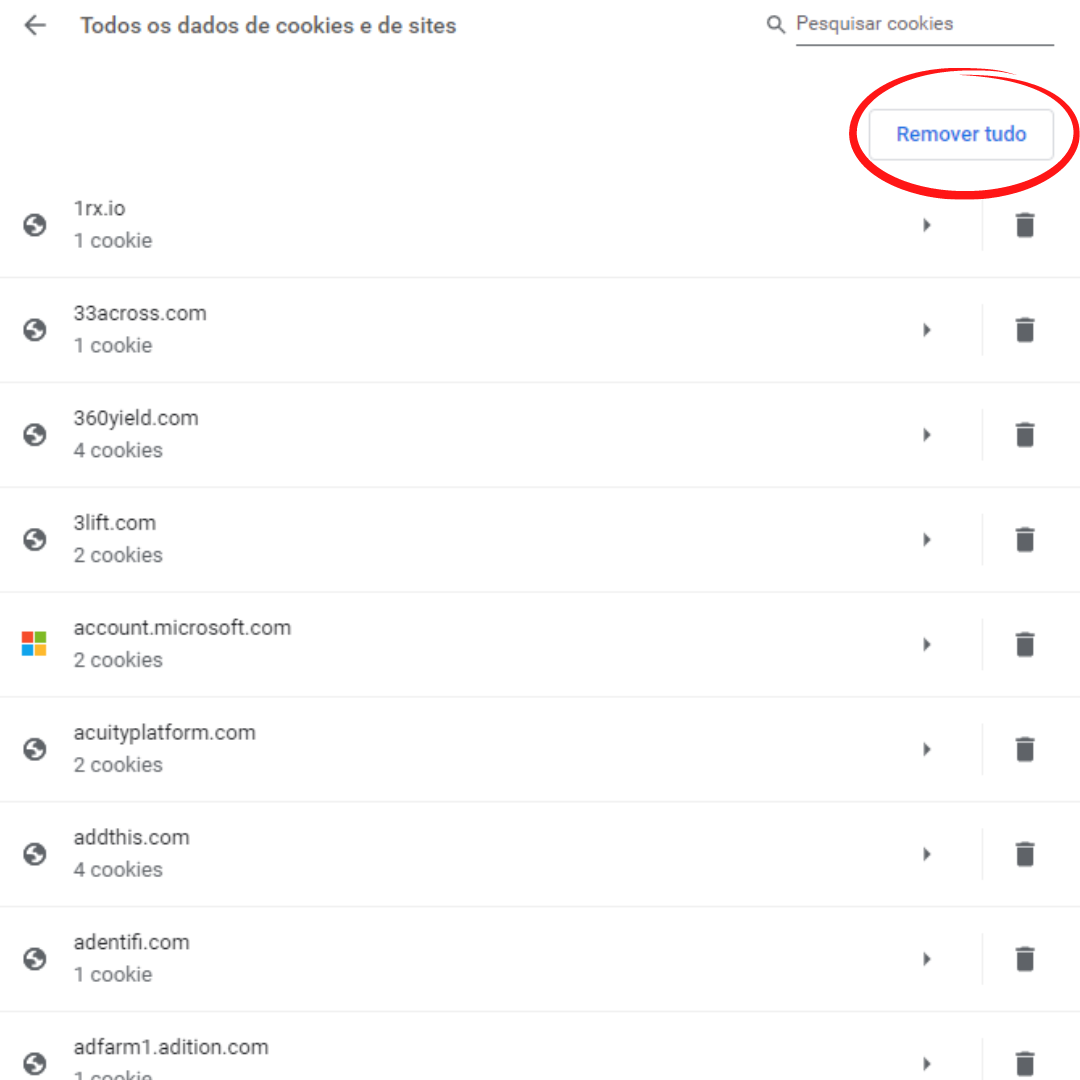 Todos os dados de cookies e de sites
Pesquisar cookies
Remover tudo
1rx.io
1 cookie
33across.com
1 cookie
360yield.com
4 cookies
3lift.com
2 cookies
account.microsoft.com
2 cookies
acuityplatform.com
2 cookies
addthis.com
4 cookies
adentifi.com
1 cookie
adfarm1.adition.com
1 cookie